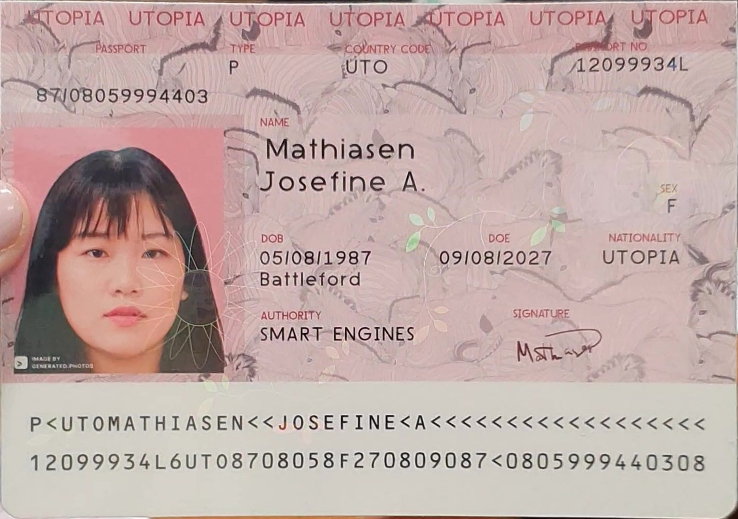 UTOPIA UTOPIA UTOPIA UTOPIA UTOPIA UTOPIA UTOPIA
PASSPORT TYPE COUNTRY CODE PASSPORT NO
P UTO 12099934L
87/08059994403
NAME
Mathiasen
Josefine A.
SEX
F
DOB DOE NATIONALITY
05/08/1987 09/08/2027 UTOPIA
Battleford
AUTHORITY SIGNATURE
SMART ENGINES
IMAGE BY
GENERATED.PHOTOS
P<UTOMATHIASEN<<JOSEFINE<A<<<<<<<<<<<<<<<<<<
12099934L6UTO8708058F270809087<0805999440308